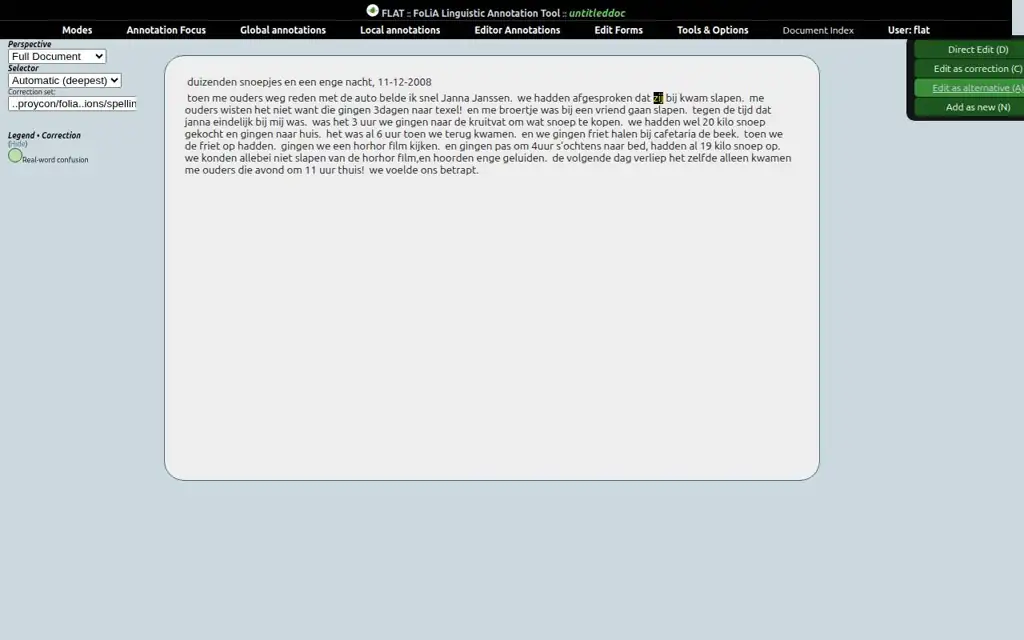 FLAT :: FoLiA Linguistic Annotation Tool :: untitleddoc
Modes Annotation Focus Global annotations Local annotations Editor Annotations Edit Forms Tools & Options Document Index User: flat
Perspective
Full Document
Selector
Automatic (deepest)
Correction set:
..proycon/folia..ions/spellin
Legend • Correction
(Hide)
Real-word confusion
Direct Edit (D)
Edit as correction (C)
Edit as alternative (A)
Add as new (N)
duizenden snoepjes en een enge nacht, 11-12-2008
toen me ouders weg reden met de auto belde ik snel Janna Janssen. we hadden afgesproken dat zij bij kwam slapen. me
ouders wisten het niet want die gingen 3dagen naar texel! en me broertje was bij een vriend gaan slapen. tegen de tijd dat
janna eindelijk bij mij was. was het 3 uur we gingen naar de kruitvat om wat snoep te kopen. we hadden wel 20 kilo snoep
gekocht en gingen naar huis. het was al 6 uur toen we terug kwamen. en we gingen friet halen bij cafetaria de beek. toen we
de friet op hadden. gingen we een horhor film kijken. en gingen pas om 4uur s'ochtens naar bed, hadden al 19 kilo snoep op.
we konden allebei niet slapen van de horhor film,en hoorden enge geluiden. de volgende dag verliep het zelfde alleen kwamen
me ouders die avond om 11 uur thuis! we voelde ons betrapt.